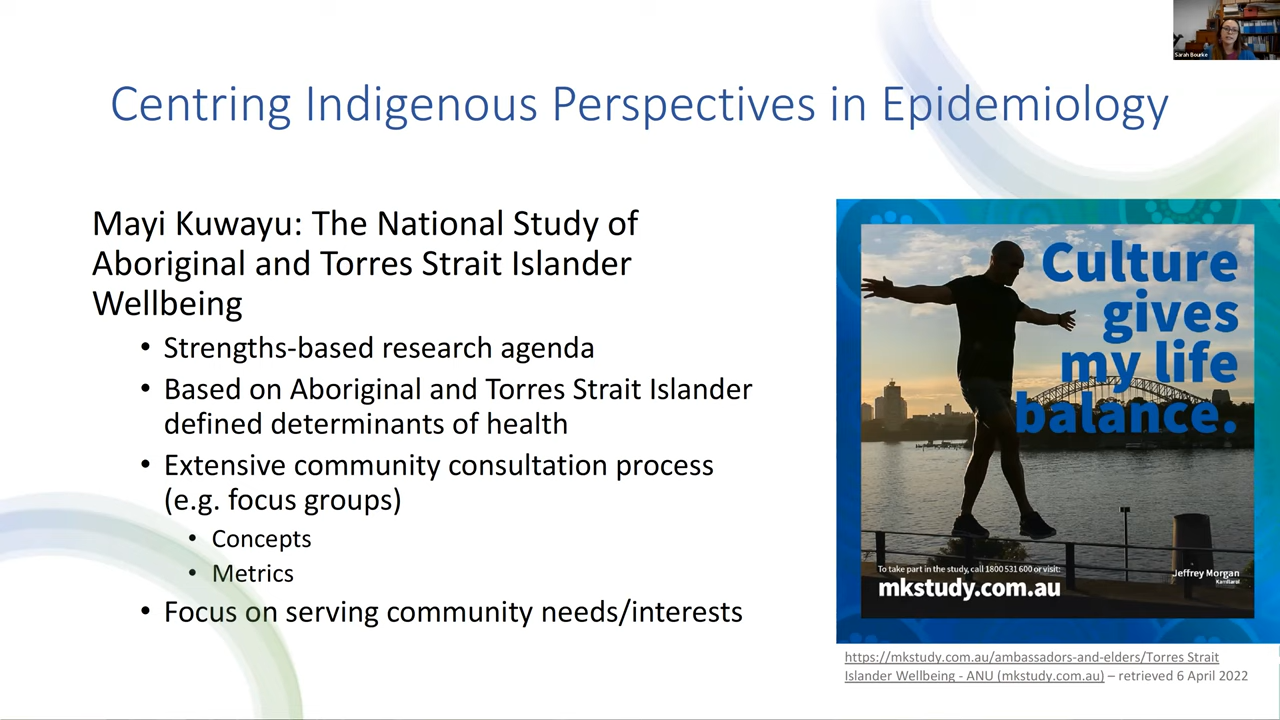 Sarah Bourke
Centring Indigenous Perspectives in Epidemiology
Mayi Kuwayu: The National Study of
Aboriginal and Torres Strait Islander
Wellbeing
• Strengths-based research agenda
• Based on Aboriginal and Torres Strait Islander
defined determinants of health
• Extensive community consultation process
(e.g. focus groups)
• Concepts
• Metrics
• Focus on serving community needs/interests
Culture
gives
my life
balance.
To take part in the study, call 1800 531 600 or visit:
mkstudy.com.au
Jeffrey Morgan
Kamilaroi
https://mkstudy.com.au/ambassadors-and-elders/Torres Strait
Islander Wellbeing - ANU (mkstudy.com.au) – retrieved 6 April 2022